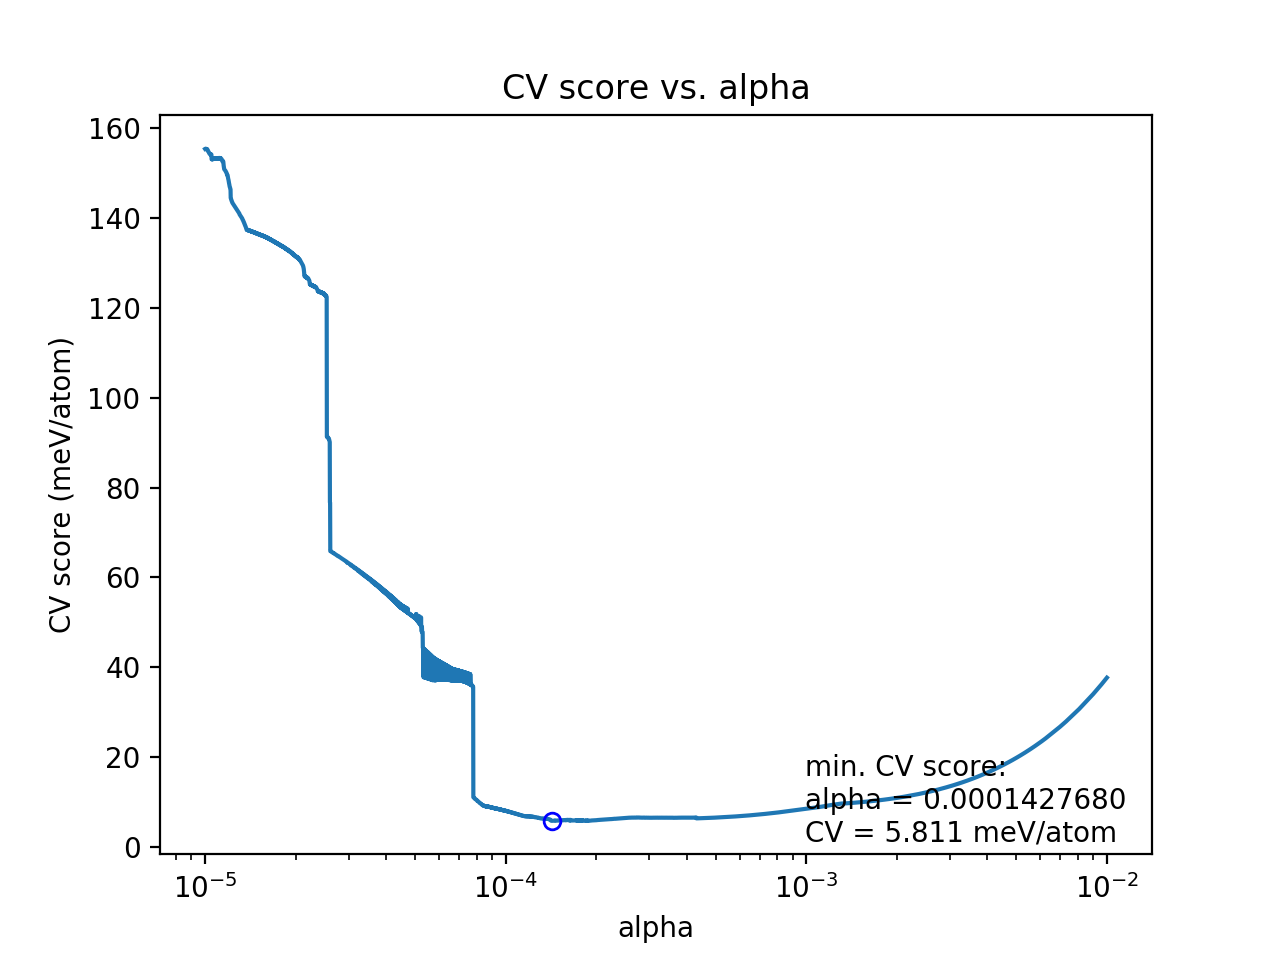 CV score vs. alpha
160
140
120
100
80
60
40
20
0
CV score (meV/atom)
min. CV score:
alpha = 0.0001427680
CV = 5.811 meV/atom
10⁻⁵ 10⁻⁴ 10⁻³ 10⁻²
alpha